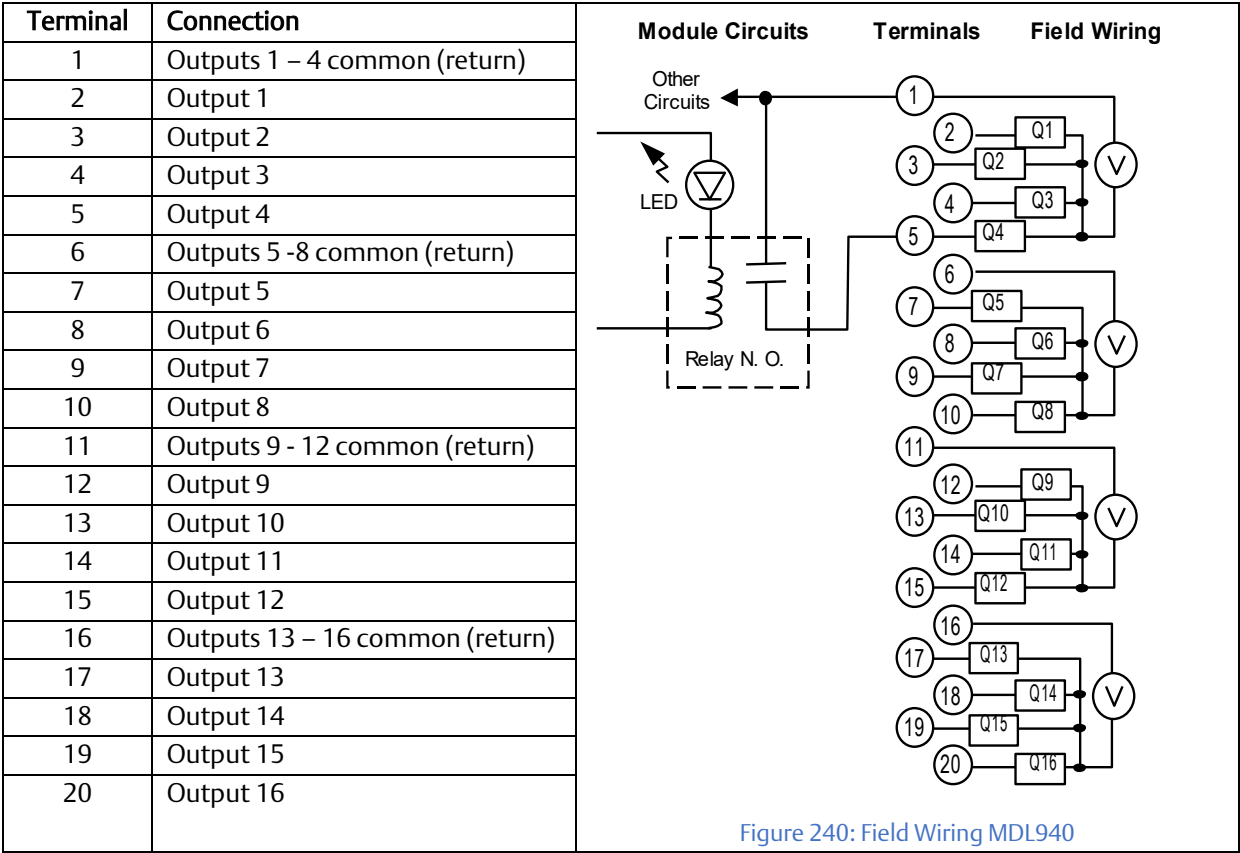 Terminal Connection
1 Outputs 1 – 4 common (return)
2 Output 1
3 Output 2
4 Output 3
5 Output 4
6 Outputs 5 -8 common (return)
7 Output 5
8 Output 6
9 Output 7
10 Output 8
11 Outputs 9 - 12 common (return)
12 Output 9
13 Output 10
14 Output 11
15 Output 12
16 Outputs 13 – 16 common (return)
17 Output 13
18 Output 14
19 Output 15
20 Output 16
Module Circuits Terminals Field Wiring
Other
Circuits
LED
Relay N. O.
1
2 Q1
3 Q2 V
4 Q3
5 Q4
6
7 Q5
8 Q6 V
9 Q7
10 Q8
11
12 Q9
13 Q10 V
14 Q11
15 Q12
16
17 Q13
18 Q14 V
19 Q15
20 Q16
Figure 240: Field Wiring MDL940